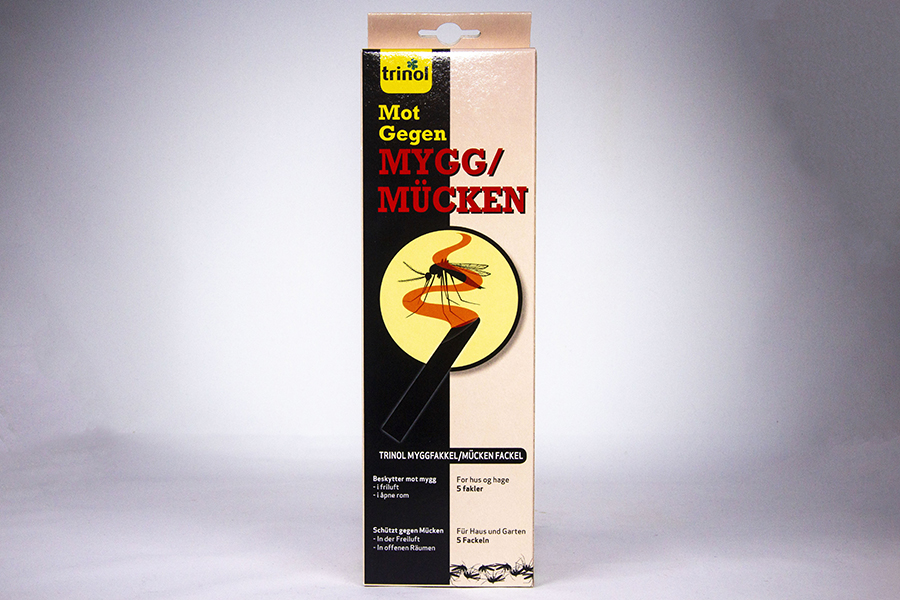 trinol
Mot
Gegen
MYGG/
MÜCKEN
TRINOL MYGGFAKKEL/MÜCKEN FACKEL
Beskytter mot mygg
- i friluft
- i åpne rom
For hus og hage
5 fakler
Schützt gegen Mücken
- In der Freiluft
- In offenen Räumen
Für Haus und Garten
5 Fackeln